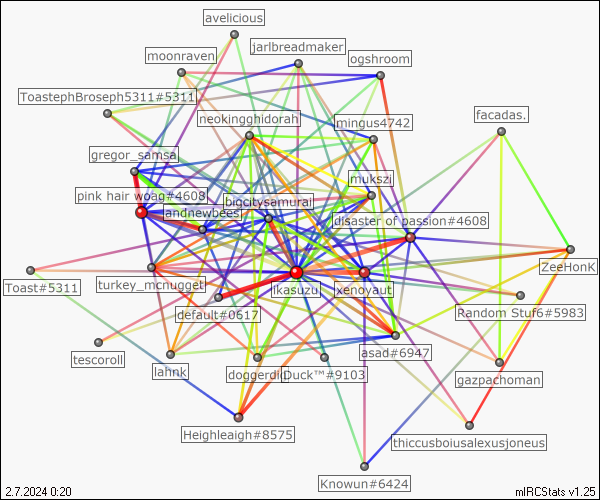 avelicious
moonraven
jarlbreadmaker
ogshroom
ToastephBroseph5311#5311
neokingghidorah
mingus4742
facadas.
gregor_samsa
mukszi
pink hair woag#4608
bigcitysamurai
andnewbees
disaster of passion#4608
ZeeHonK
Toast#5311
turkey_mcnugget
ikasuzu
xenoyaut
default#0617
Random Stuf6#5983
tescoroll
lahnk
asad#6947
doggerdid
Duck™#9103
gazpachoman
Heighleaigh#8575
thiccusboiusalexusjoneus
Knowun#6424
2.7.2024 0:20
mIRCStats v1.25